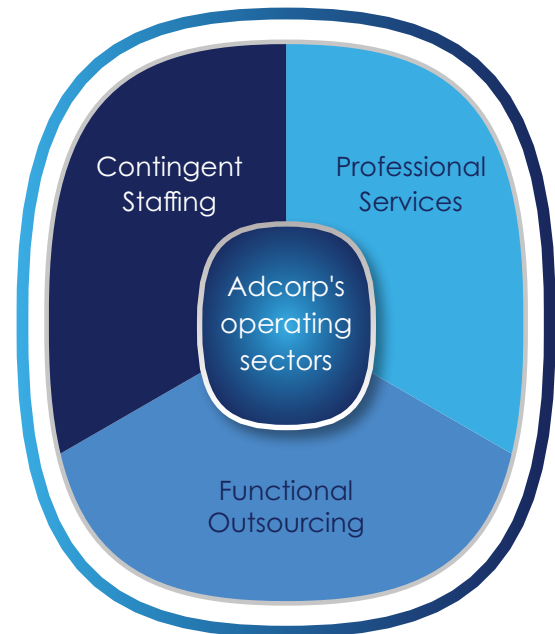 Contingent
Staffing
Professional
Services
Adcorp's
operating
sectors
Functional
Outsourcing